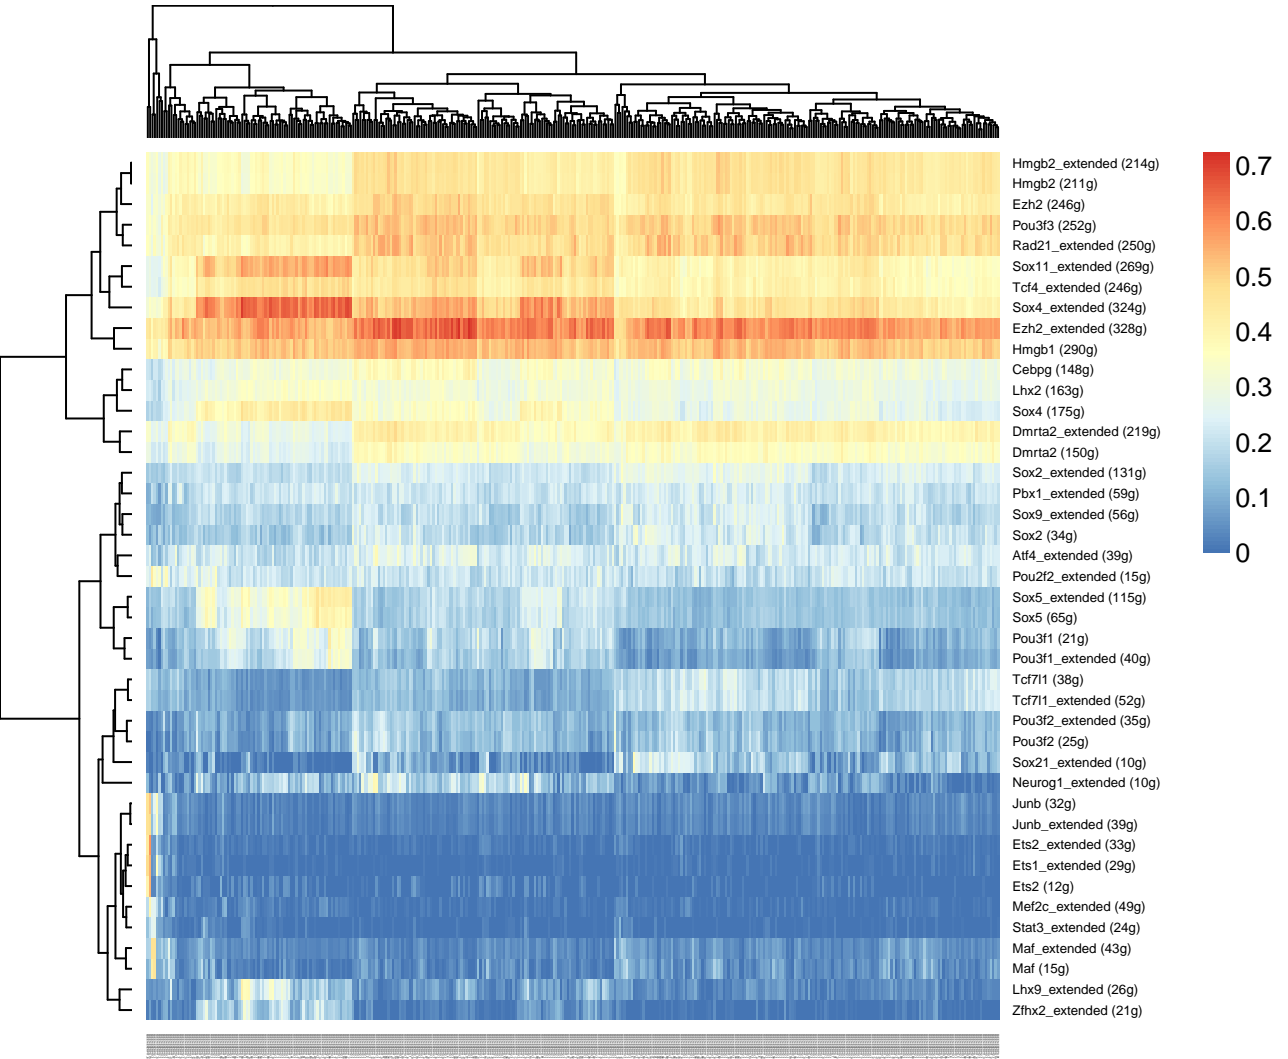 Hmgb2_extended (214g)
Hmgb2 (211g)
Ezh2 (246g)
Pou3f3 (252g)
Rad21_extended (250g)
Sox11_extended (269g)
Tcf4_extended (246g)
Sox4_extended (324g)
Ezh2_extended (328g)
Hmgb1 (290g)
Cebpg (148g)
Lhx2 (163g)
Sox4 (175g)
Dmrta2_extended (219g)
Dmrta2 (150g)
Sox2_extended (131g)
Pbx1_extended (59g)
Sox9_extended (56g)
Sox2 (34g)
Atf4_extended (39g)
Pou2f2_extended (15g)
Sox5_extended (115g)
Sox5 (65g)
Pou3f1 (21g)
Pou3f1_extended (40g)
Tcf7l1 (38g)
Tcf7l1_extended (52g)
Pou3f2_extended (35g)
Pou3f2 (25g)
Sox21_extended (10g)
Neurog1_extended (10g)
Junb (32g)
Junb_extended (39g)
Ets2_extended (33g)
Ets1_extended (29g)
Ets2 (12g)
Mef2c_extended (49g)
Stat3_extended (24g)
Maf_extended (43g)
Maf (15g)
Lhx9_extended (26g)
Zfhx2_extended (21g)
0.7
0.6
0.5
0.4
0.3
0.2
0.1
0